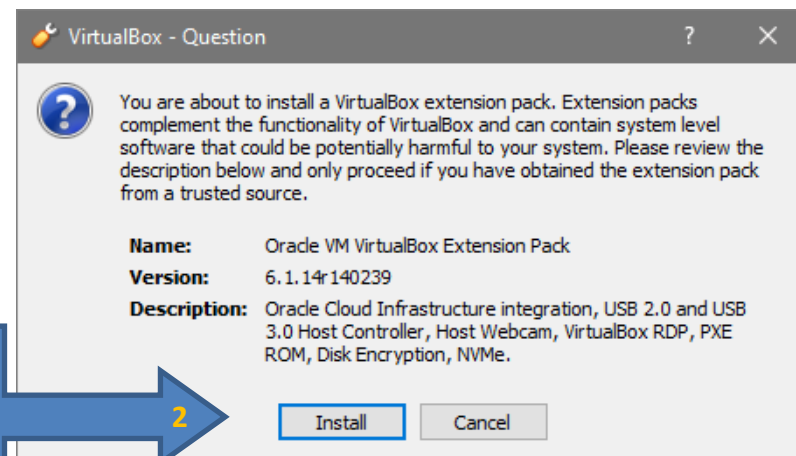 VirtualBox - Question
You are about to install a VirtualBox extension pack. Extension packs
complement the functionality of VirtualBox and can contain system level
software that could be potentially harmful to your system. Please review the
description below and only proceed if you have obtained the extension pack
from a trusted source.
Name: Oracle VM VirtualBox Extension Pack
Version: 6.1.14r140239
Description: Oracle Cloud Infrastructure integration, USB 2.0 and USB
3.0 Host Controller, Host Webcam, VirtualBox RDP, PXE
ROM, Disk Encryption, NVMe.
2 Install Cancel